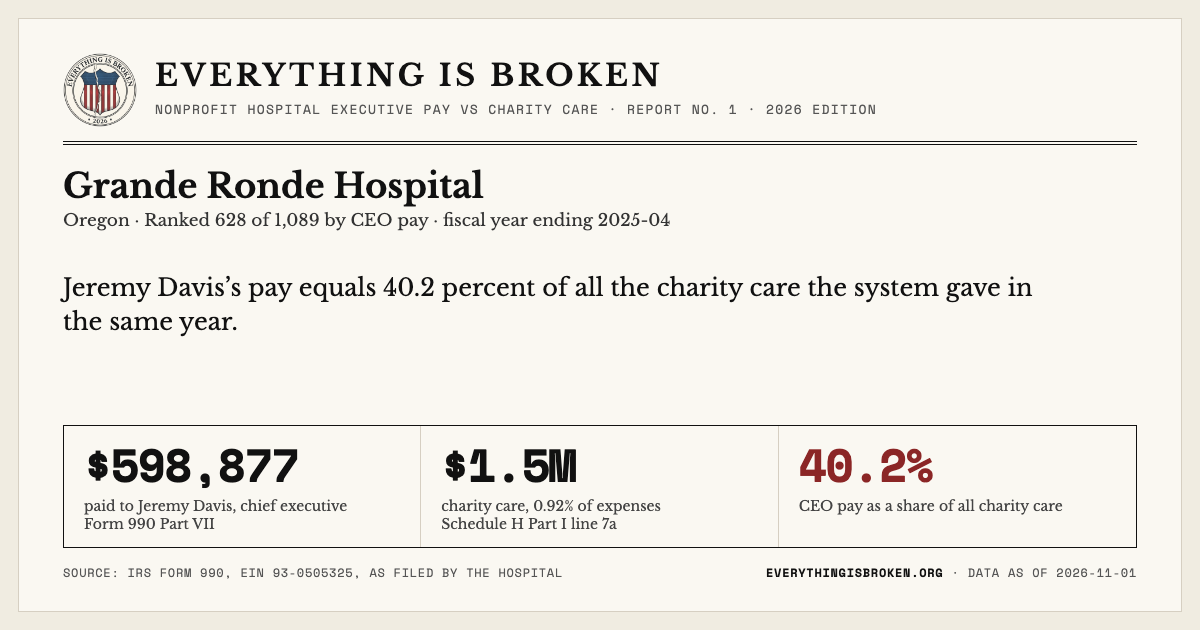 EVERYTHING IS BROKEN
· 2026 ·
EVERYTHING IS BROKEN
NONPROFIT HOSPITAL EXECUTIVE PAY VS CHARITY CARE · REPORT NO. 1 · 2026 EDITION
Grande Ronde Hospital
Oregon · Ranked 628 of 1,089 by CEO pay · fiscal year ending 2025-04
Jeremy Davis’s pay equals 40.2 percent of all the charity care the system gave in
the same year.
$598,877
paid to Jeremy Davis, chief executive
Form 990 Part VII
$1.5M
charity care, 0.92% of expenses
Schedule H Part I line 7a
40.2%
CEO pay as a share of all charity care
SOURCE: IRS FORM 990, EIN 93-0505325, AS FILED BY THE HOSPITAL
EVERYTHINGISBROKEN.ORG · DATA AS OF 2026-11-01